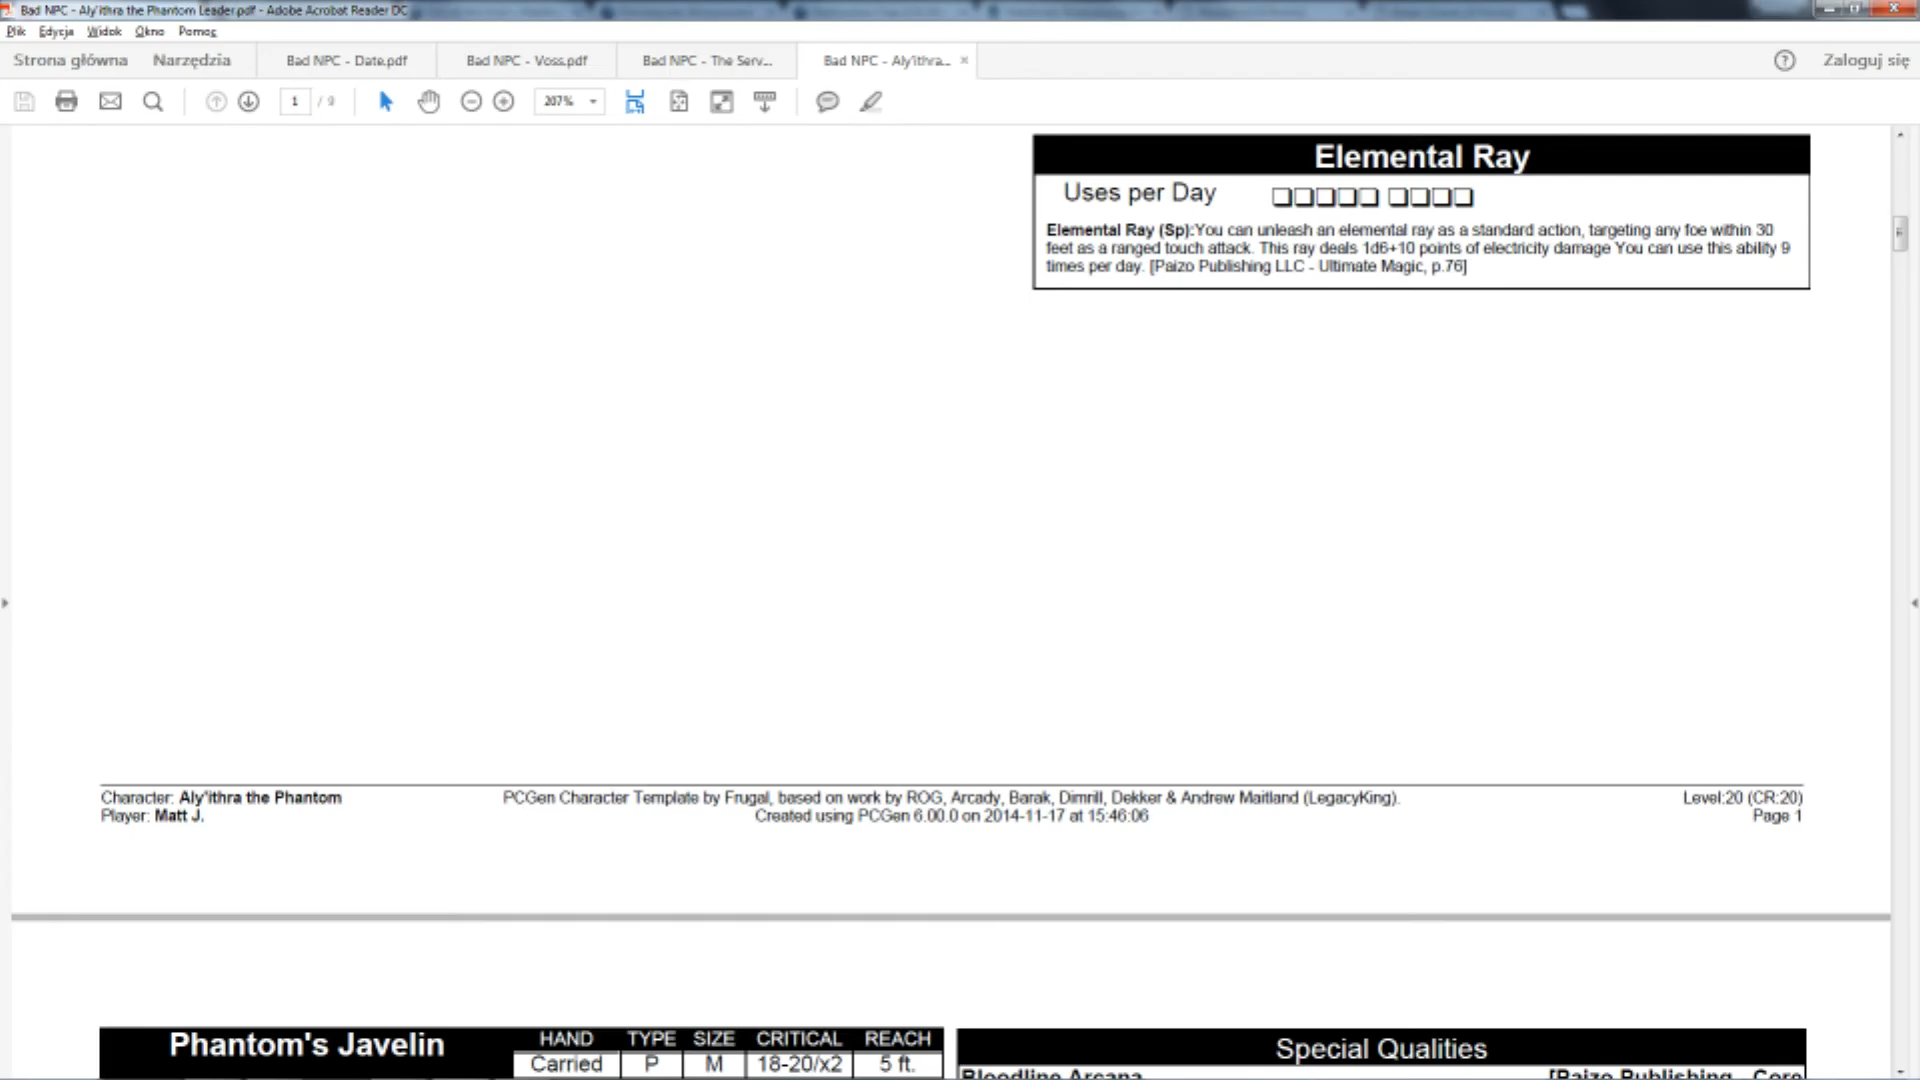 Bad NPC - Aly'ithra the Phantom Leader.pdf - Adobe Acrobat Reader DC
Plik Edycja Widok Okno Pomoc
Strona główna Narzędzia Bad NPC - Date.pdf Bad NPC - Voss.pdf Bad NPC - The Serv... Bad NPC - Aly'ithra... × Zaloguj się
1 / 9 207%
Elemental Ray
Uses per Day ❏❏❏❏❏ ❏❏❏❏
Elemental Ray (Sp):You can unleash an elemental ray as a standard action, targeting any foe within 30
feet as a ranged touch attack. This ray deals 1d6+10 points of electricity damage You can use this ability 9
times per day. [Paizo Publishing LLC - Ultimate Magic, p.76]
Character: Aly'ithra the Phantom PCGen Character Template by Frugal, based on work by ROG, Arcady, Barak, Dimrill, Dekker & Andrew Maitland (LegacyKing). Level:20 (CR:20)
Player: Matt J. Created using PCGen 6.00.0 on 2014-11-17 at 15:46:06 Page 1
Phantom's Javelin HAND TYPE SIZE CRITICAL REACH
Carried P M 18-20/x2 5 ft.
Special Qualities
Bloodline Arcana [Paizo Publishing - Core